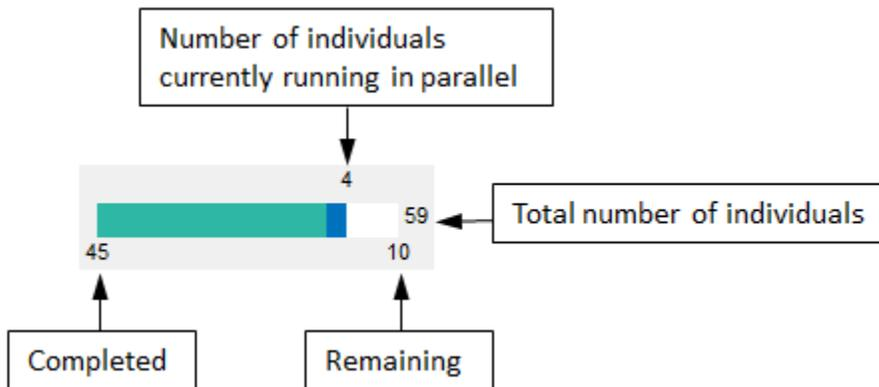 Number of individuals
currently running in parallel
4
59
Total number of individuals
45
10
Completed
Remaining